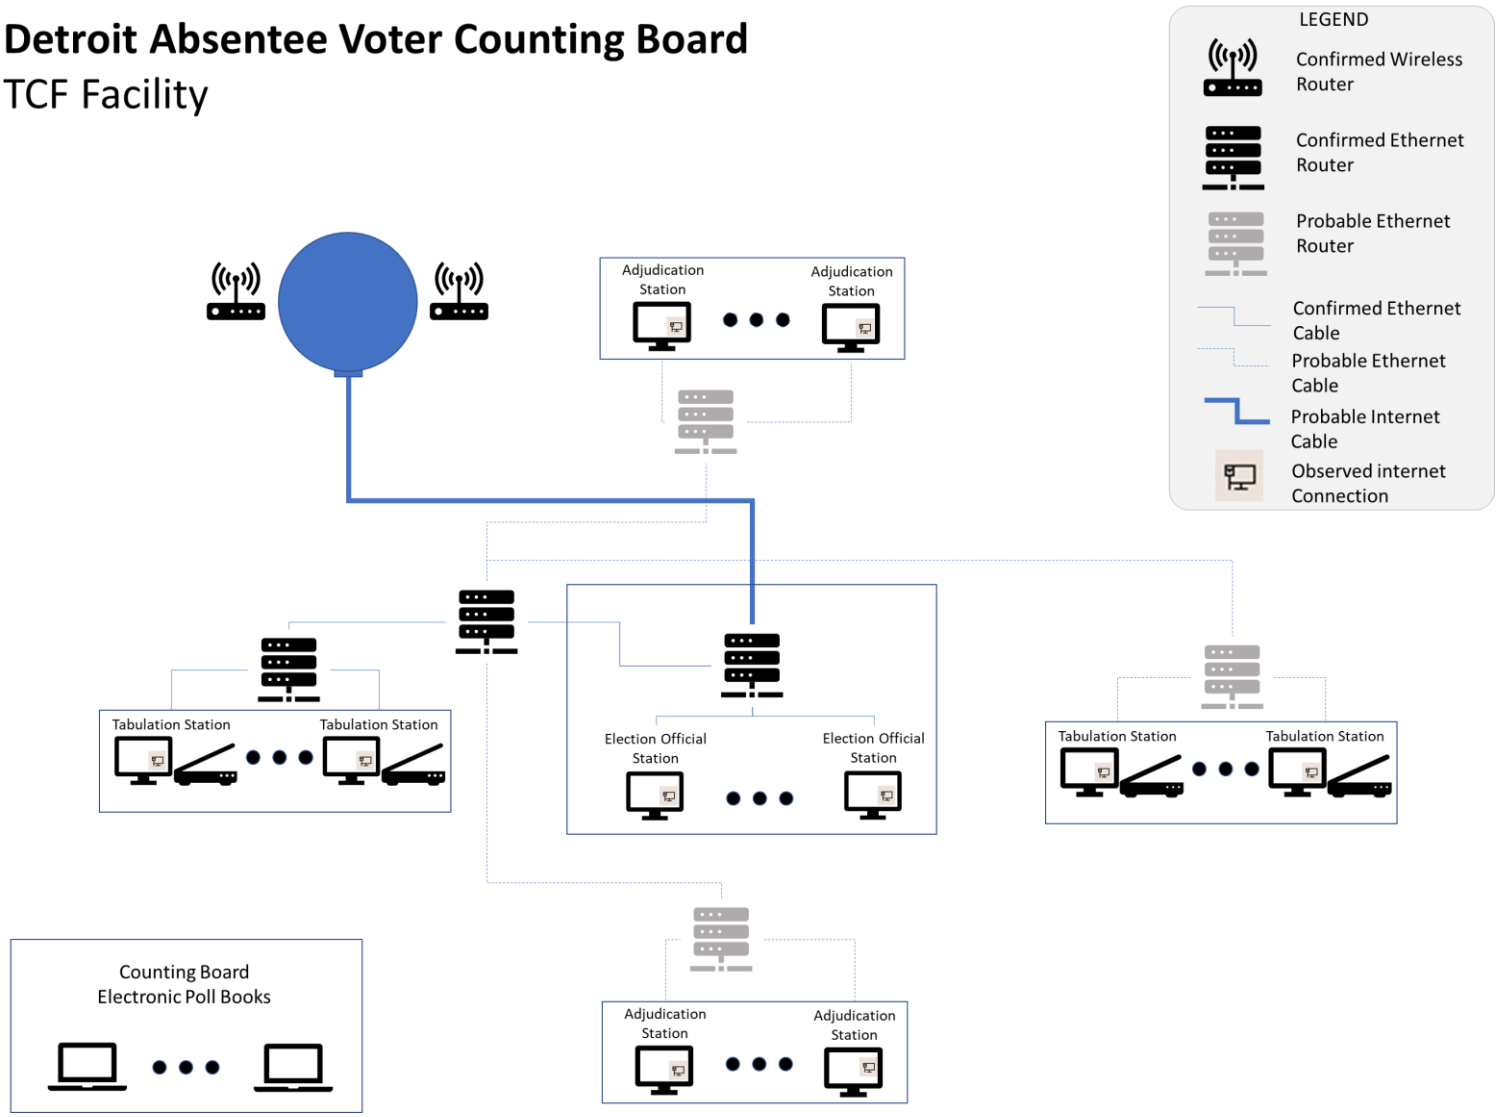 Detroit Absentee Voter Counting Board
TCF Facility
LEGEND
Confirmed Wireless
Router
Confirmed Ethernet
Router
Probable Ethernet
Router
Confirmed Ethernet
Cable
Probable Ethernet
Cable
Probable Internet
Cable
Observed internet
Connection
Adjudication
Station
Adjudication
Station
Tabulation Station
Tabulation Station
Election Official
Station
Election Official
Station
Tabulation Station
Tabulation Station
Counting Board
Electronic Poll Books
Adjudication
Station
Adjudication
Station